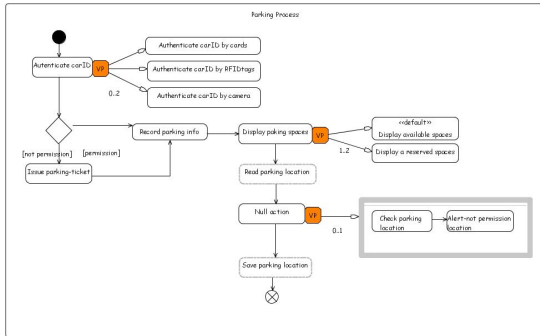 Parking Process
Autenticate carID
VP
Authenticate carID by cards
Authenticate carID by RFIDtags
Authenticate carID by camera
0..2
[not permission]
[permission]
Issue parking-ticket
Record parking info
Display paking spaces
VP
1..2
<<default>>
Display available spaces
Display a reserved spaces
Read parking location
Null action
VP
0..1
Check parking
location
Alert-not permission
location
Save parking location